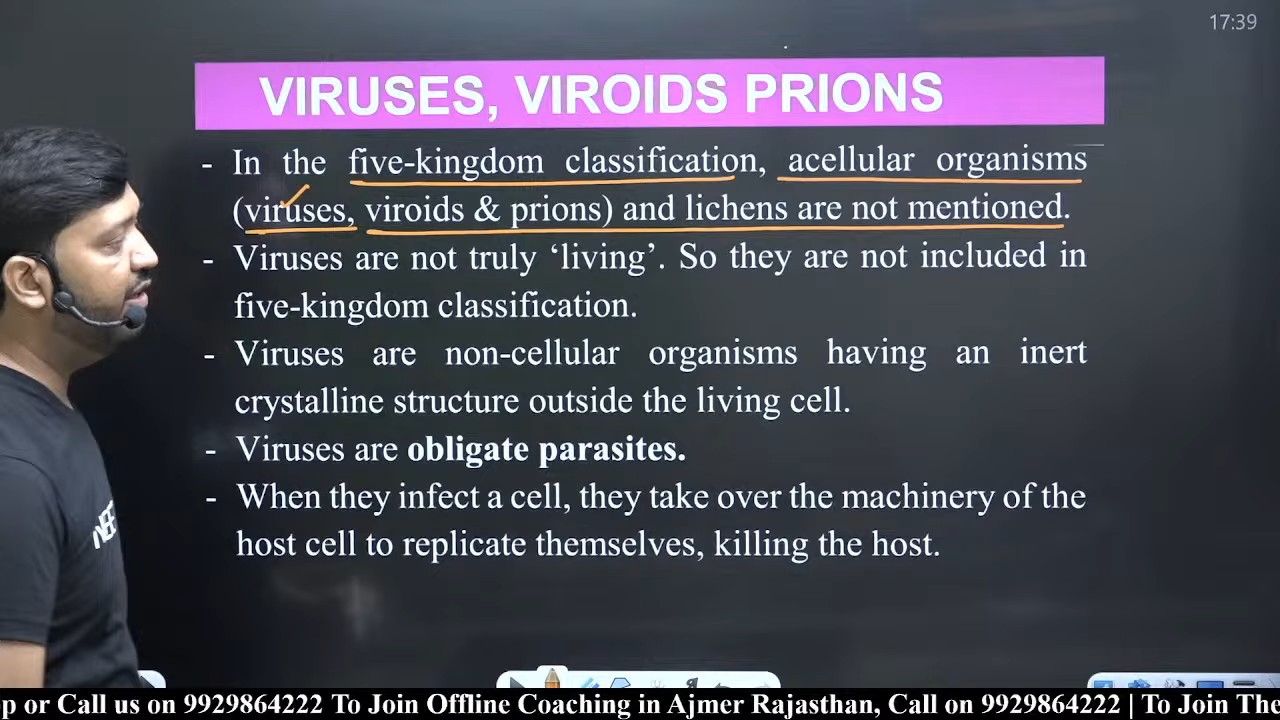 17:39
VIRUSES, VIROIDS PRIONS
- In the five-kingdom classification, acellular organisms
(viruses, viroids & prions) and lichens are not mentioned.
- Viruses are not truly ‘living’. So they are not included in
five-kingdom classification.
- Viruses are non-cellular organisms having an inert
crystalline structure outside the living cell.
- Viruses are obligate parasites.
- When they infect a cell, they take over the machinery of the
host cell to replicate themselves, killing the host.
NEE
p or Call us on 9929864222 To Join Offline Coaching in Ajmer Rajasthan, Call on 9929864222 | To Join The